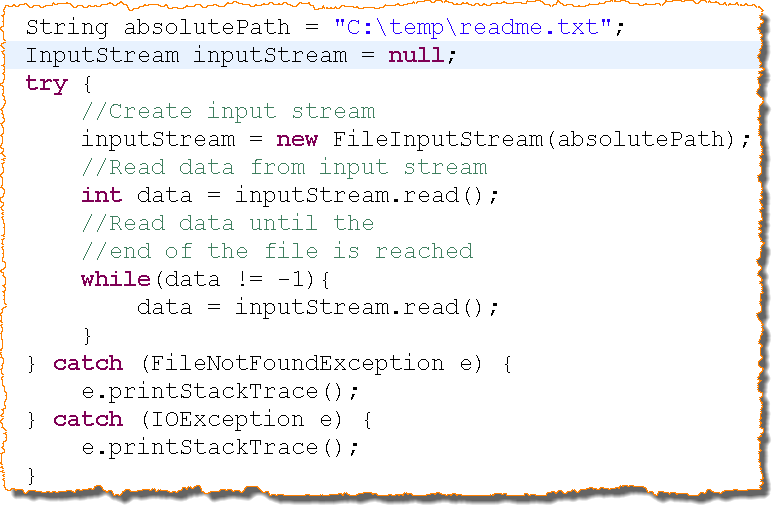 String absolutePath = "C:\temp\readme.txt";
InputStream inputStream = null;
try {
    //Create input stream
    inputStream = new FileInputStream(absolutePath);
    //Read data from input stream
    int data = inputStream.read();
    //Read data until the
    //end of the file is reached
    while(data != -1){
        data = inputStream.read();
    }
} catch (FileNotFoundException e) {
    e.printStackTrace();
} catch (IOException e) {
    e.printStackTrace();
}